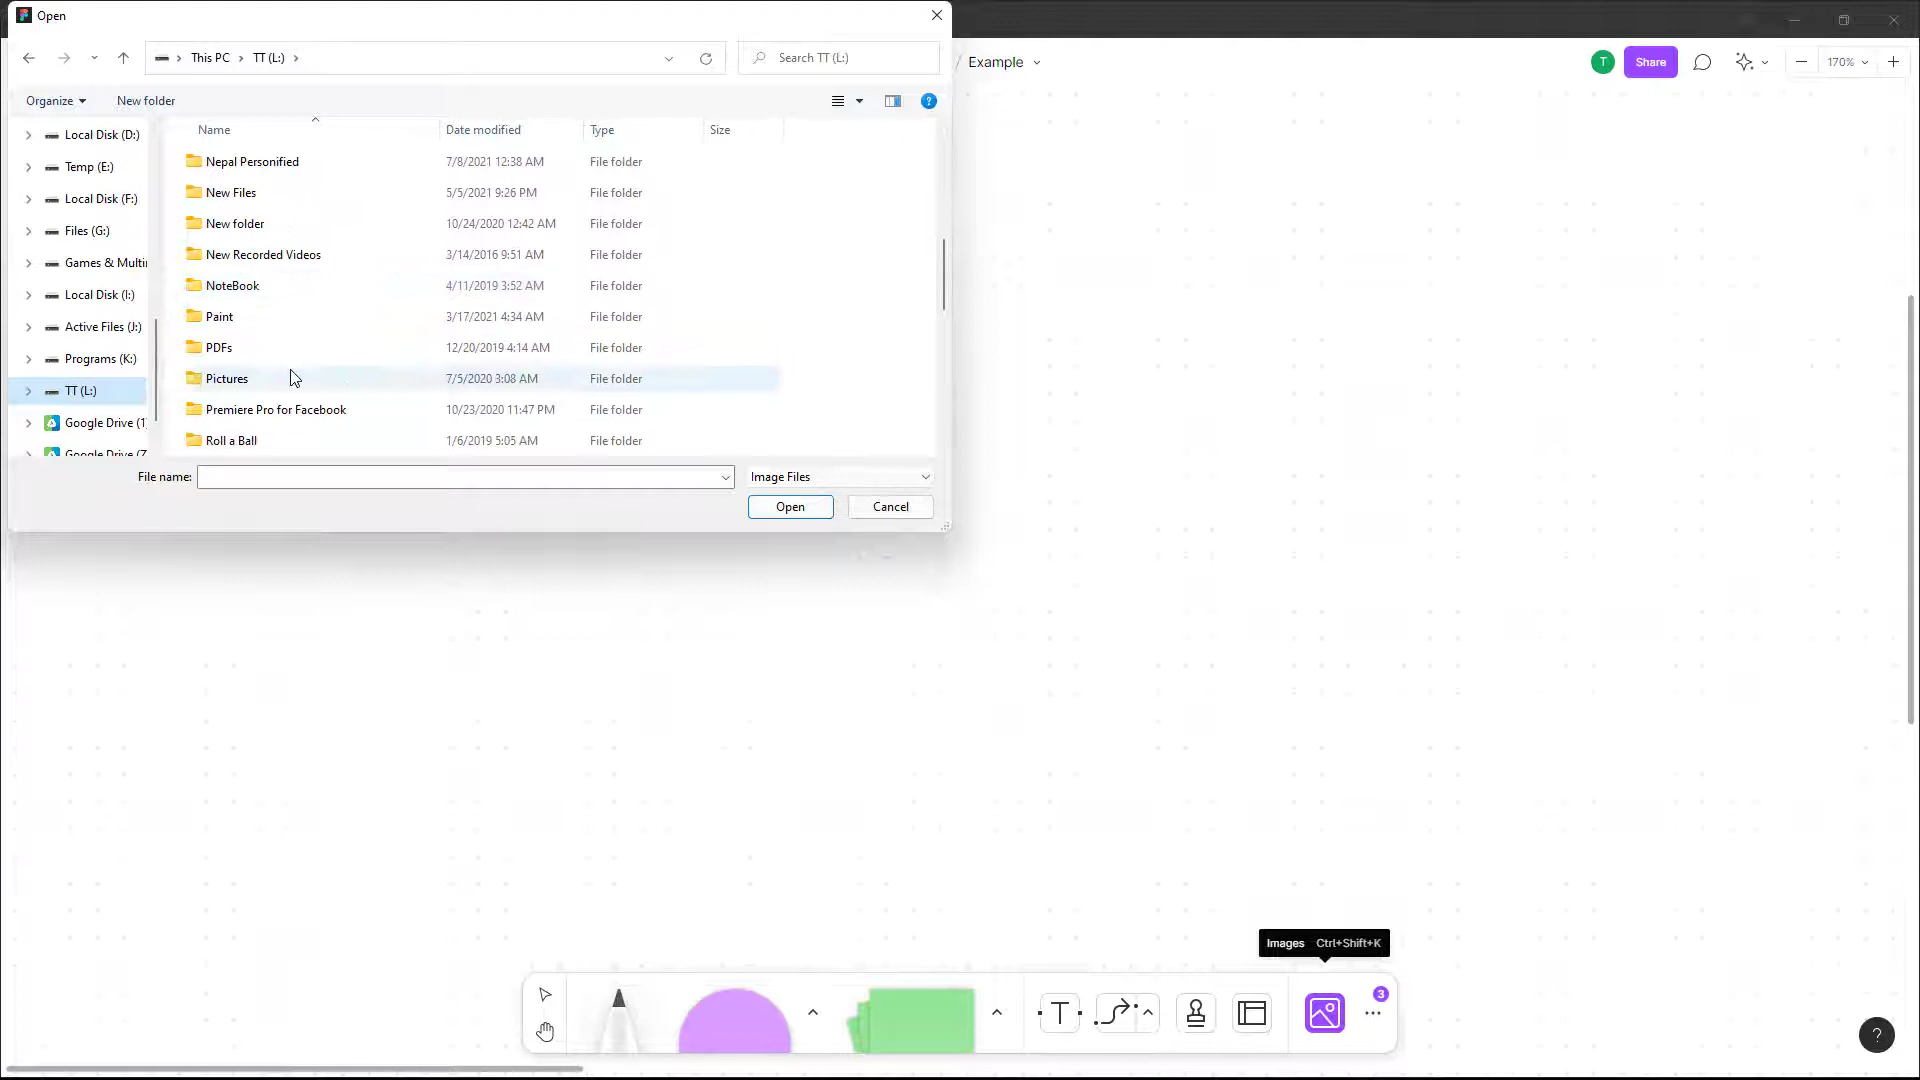 Open
This PC
TT (L:)
Search TT (L:)
Example
T
Share
170%
Organize
New folder
?
Name
Date modified
Type
Size
Local Disk (D:)
Temp (E:)
Local Disk (F:)
Files (G:)
Games & Multi
Local Disk (I:)
Active Files (J:)
Programs (K:)
TT (L:)
Google Drive (
Google Drive (Z
Nepal Personified 7/8/2021 12:38 AM File folder
New Files 5/5/2021 9:26 PM File folder
New folder 10/24/2020 12:42 AM File folder
New Recorded Videos 3/14/2016 9:51 AM File folder
NoteBook 4/11/2019 3:52 AM File folder
Paint 3/17/2021 4:34 AM File folder
PDFs 12/20/2019 4:14 AM File folder
Pictures 7/5/2020 3:08 AM File folder
Premiere Pro for Facebook 10/23/2020 11:47 PM File folder
Roll a Ball 1/6/2019 5:05 AM File folder
File name:
Image Files
Open
Cancel
Images Ctrl+Shift+K
T
3
?